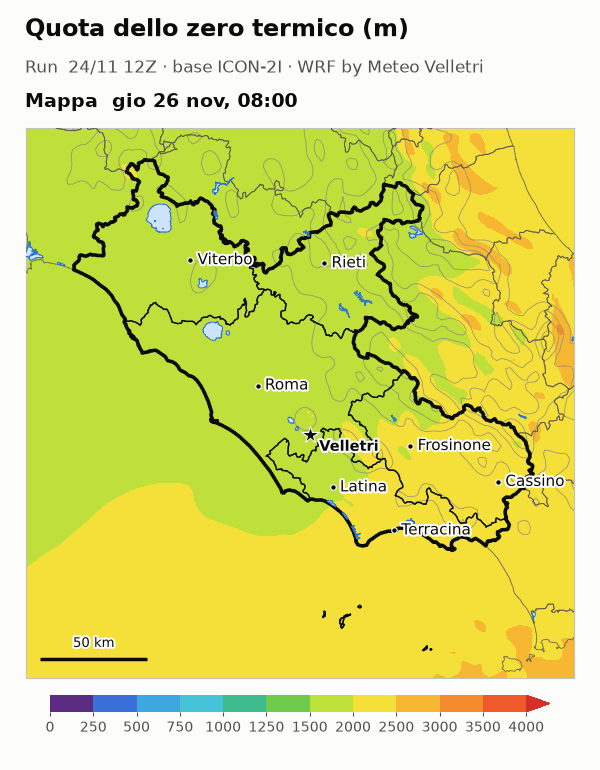 Quota dello zero termico (m)
Run  24/11 12Z · base ICON-2I · WRF by Meteo Velletri
Mappa  gio 26 nov, 08:00
Viterbo
Rieti
Roma
Velletri
Frosinone
Cassino
Latina
Terracina
50 km
0 250 500 750 1000 1250 1500 2000 2500 3000 3500 4000